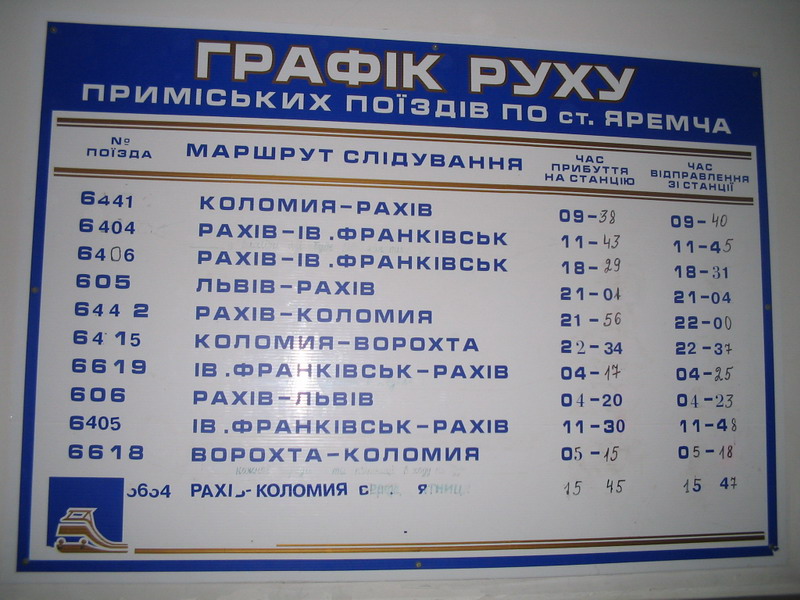 ГРАФІК РУХУ
ПРИМІСЬКИХ ПОЇЗДІВ ПО ст. ЯРЕМЧА
№ ПОЇЗДА МАРШРУТ СЛІДУВАННЯ ЧАС ПРИБУТТЯ НА СТАНЦІЮ ЧАС ВІДПРАВЛЕННЯ ЗІ СТАНЦІЇ
6441 КОЛОМИЯ-РАХІВ 09-38 09-40
6404 РАХІВ-ІВ.ФРАНКІВСЬК 11-43 11-45
6406 РАХІВ-ІВ.ФРАНКІВСЬК 18-29 18-31
605 ЛЬВІВ-РАХІВ 21-01 21-04
6442 РАХІВ-КОЛОМИЯ 21-56 22-00
6415 КОЛОМИЯ-ВОРОХТА 22-34 22-37
6619 ІВ.ФРАНКІВСЬК-РАХІВ 04-17 04-25
606 РАХІВ-ЛЬВІВ 04-20 04-23
6405 ІВ.ФРАНКІВСЬК-РАХІВ 11-30 11-48
6618 ВОРОХТА-КОЛОМИЯ 05-15 05-18
РАХІВ-КОЛОМИЯ 15 45 15 47